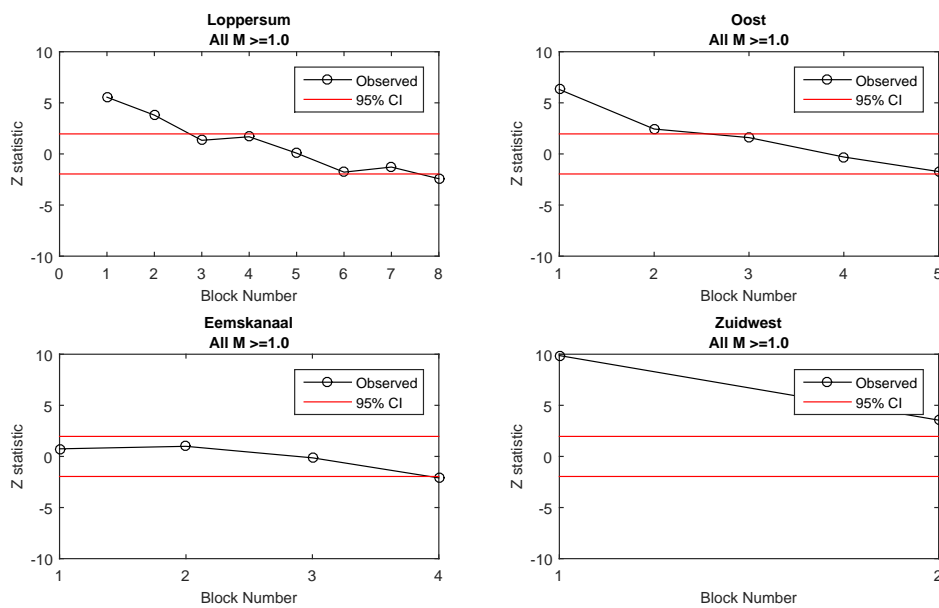 Loppersum
All M >=1.0
10
5
0
-5
-10
Z statistic
Observed
95% CI
0 1 2 3 4 5 6 7 8
Block Number
Oost
All M >=1.0
10
5
0
-5
-10
Z statistic
Observed
95% CI
1 2 3 4 5
Block Number
Eemskanaal
All M >=1.0
10
5
0
-5
-10
Z statistic
Observed
95% CI
1 2 3 4
Block Number
Zuidwest
All M >=1.0
10
5
0
-5
-10
Z statistic
Observed
95% CI
1 2
Block Number